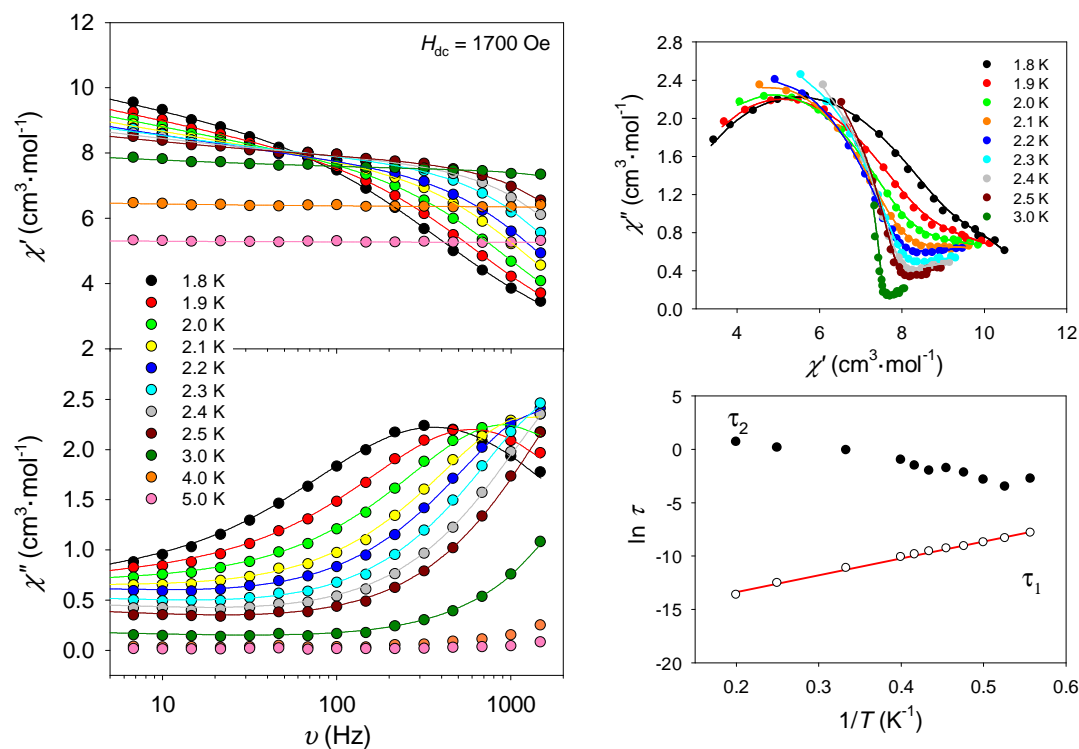 H_dc = 1700 Oe
χ' (cm³·mol⁻¹)
12
10
8
6
4
2
1.8 K
1.9 K
2.0 K
2.1 K
2.2 K
2.3 K
2.4 K
2.5 K
3.0 K
4.0 K
5.0 K
χ'' (cm³·mol⁻¹)
2.5
2.0
1.5
1.0
0.5
0.0
10 100 1000
υ (Hz)
χ'' (cm³·mol⁻¹)
2.8
2.4
2.0
1.6
1.2
0.8
0.4
0.0
1.8 K
1.9 K
2.0 K
2.1 K
2.2 K
2.3 K
2.4 K
2.5 K
3.0 K
4 6 8 10 12
χ' (cm³·mol⁻¹)
ln τ
5
0
-5
-10
-15
-20
τ₂
τ₁
0.2 0.3 0.4 0.5 0.6
1/T (K⁻¹)